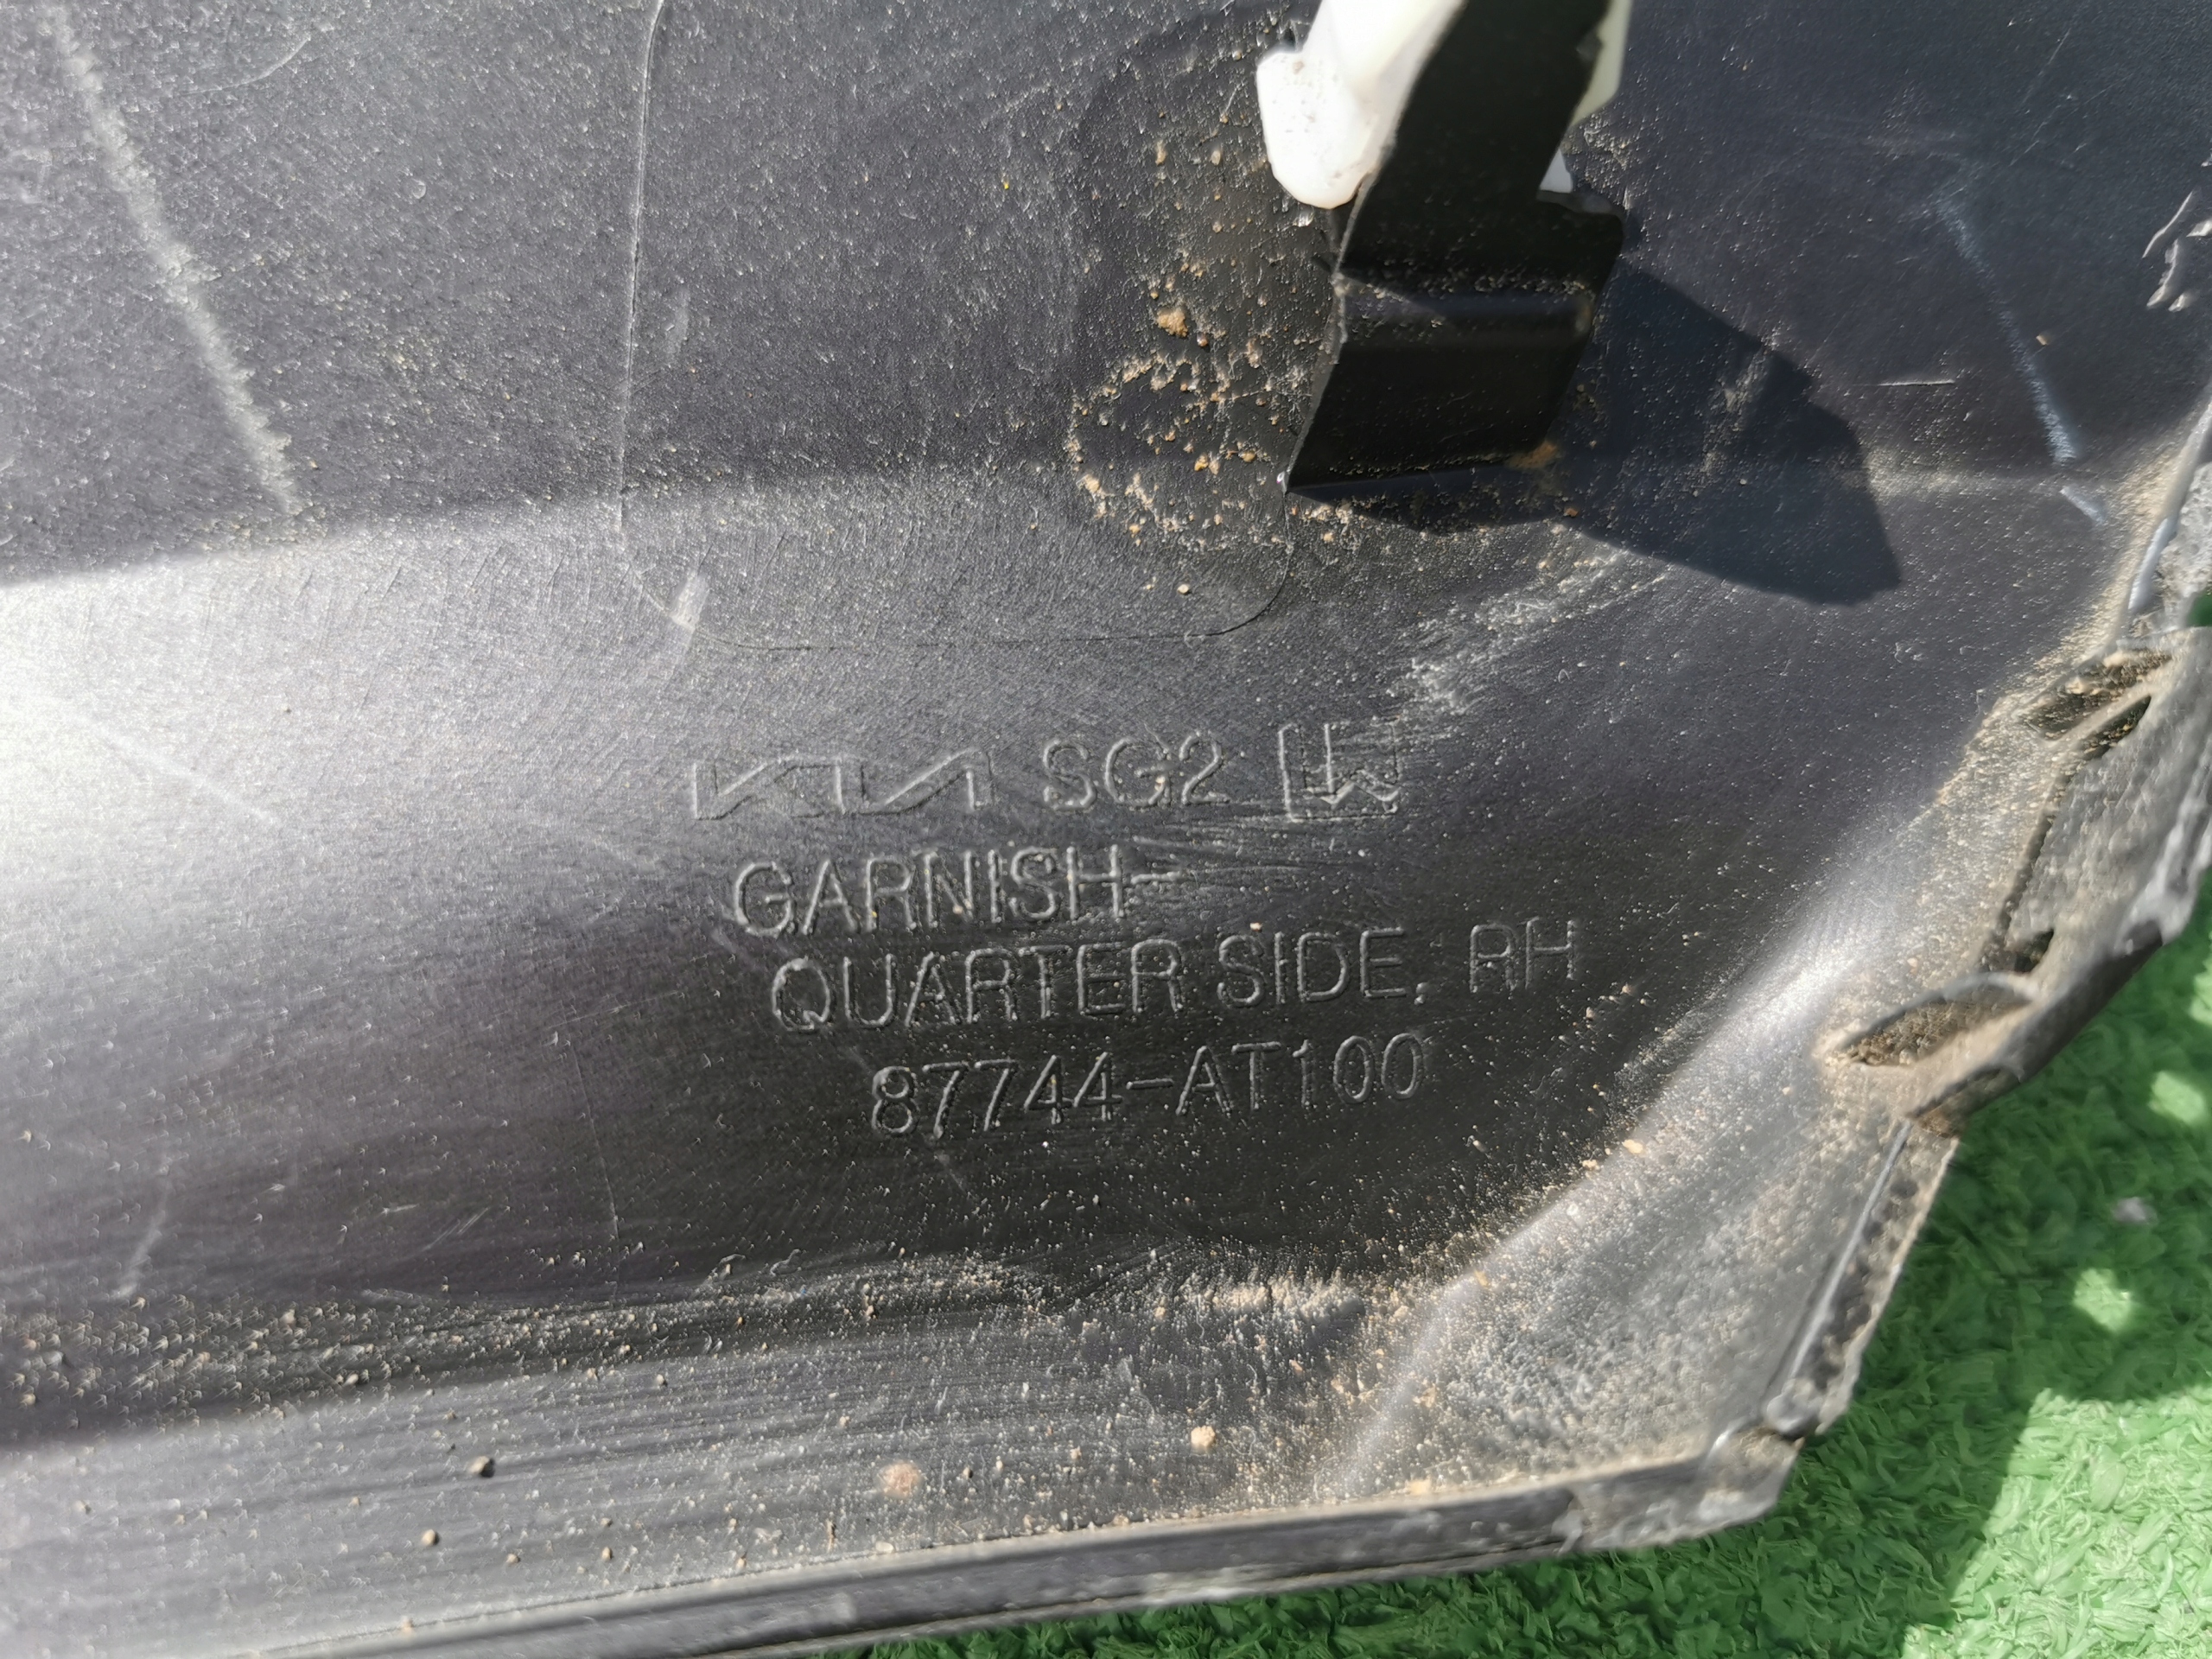 KIA SG2
GARNISH-
QUARTER SIDE, RH
87744-AT100